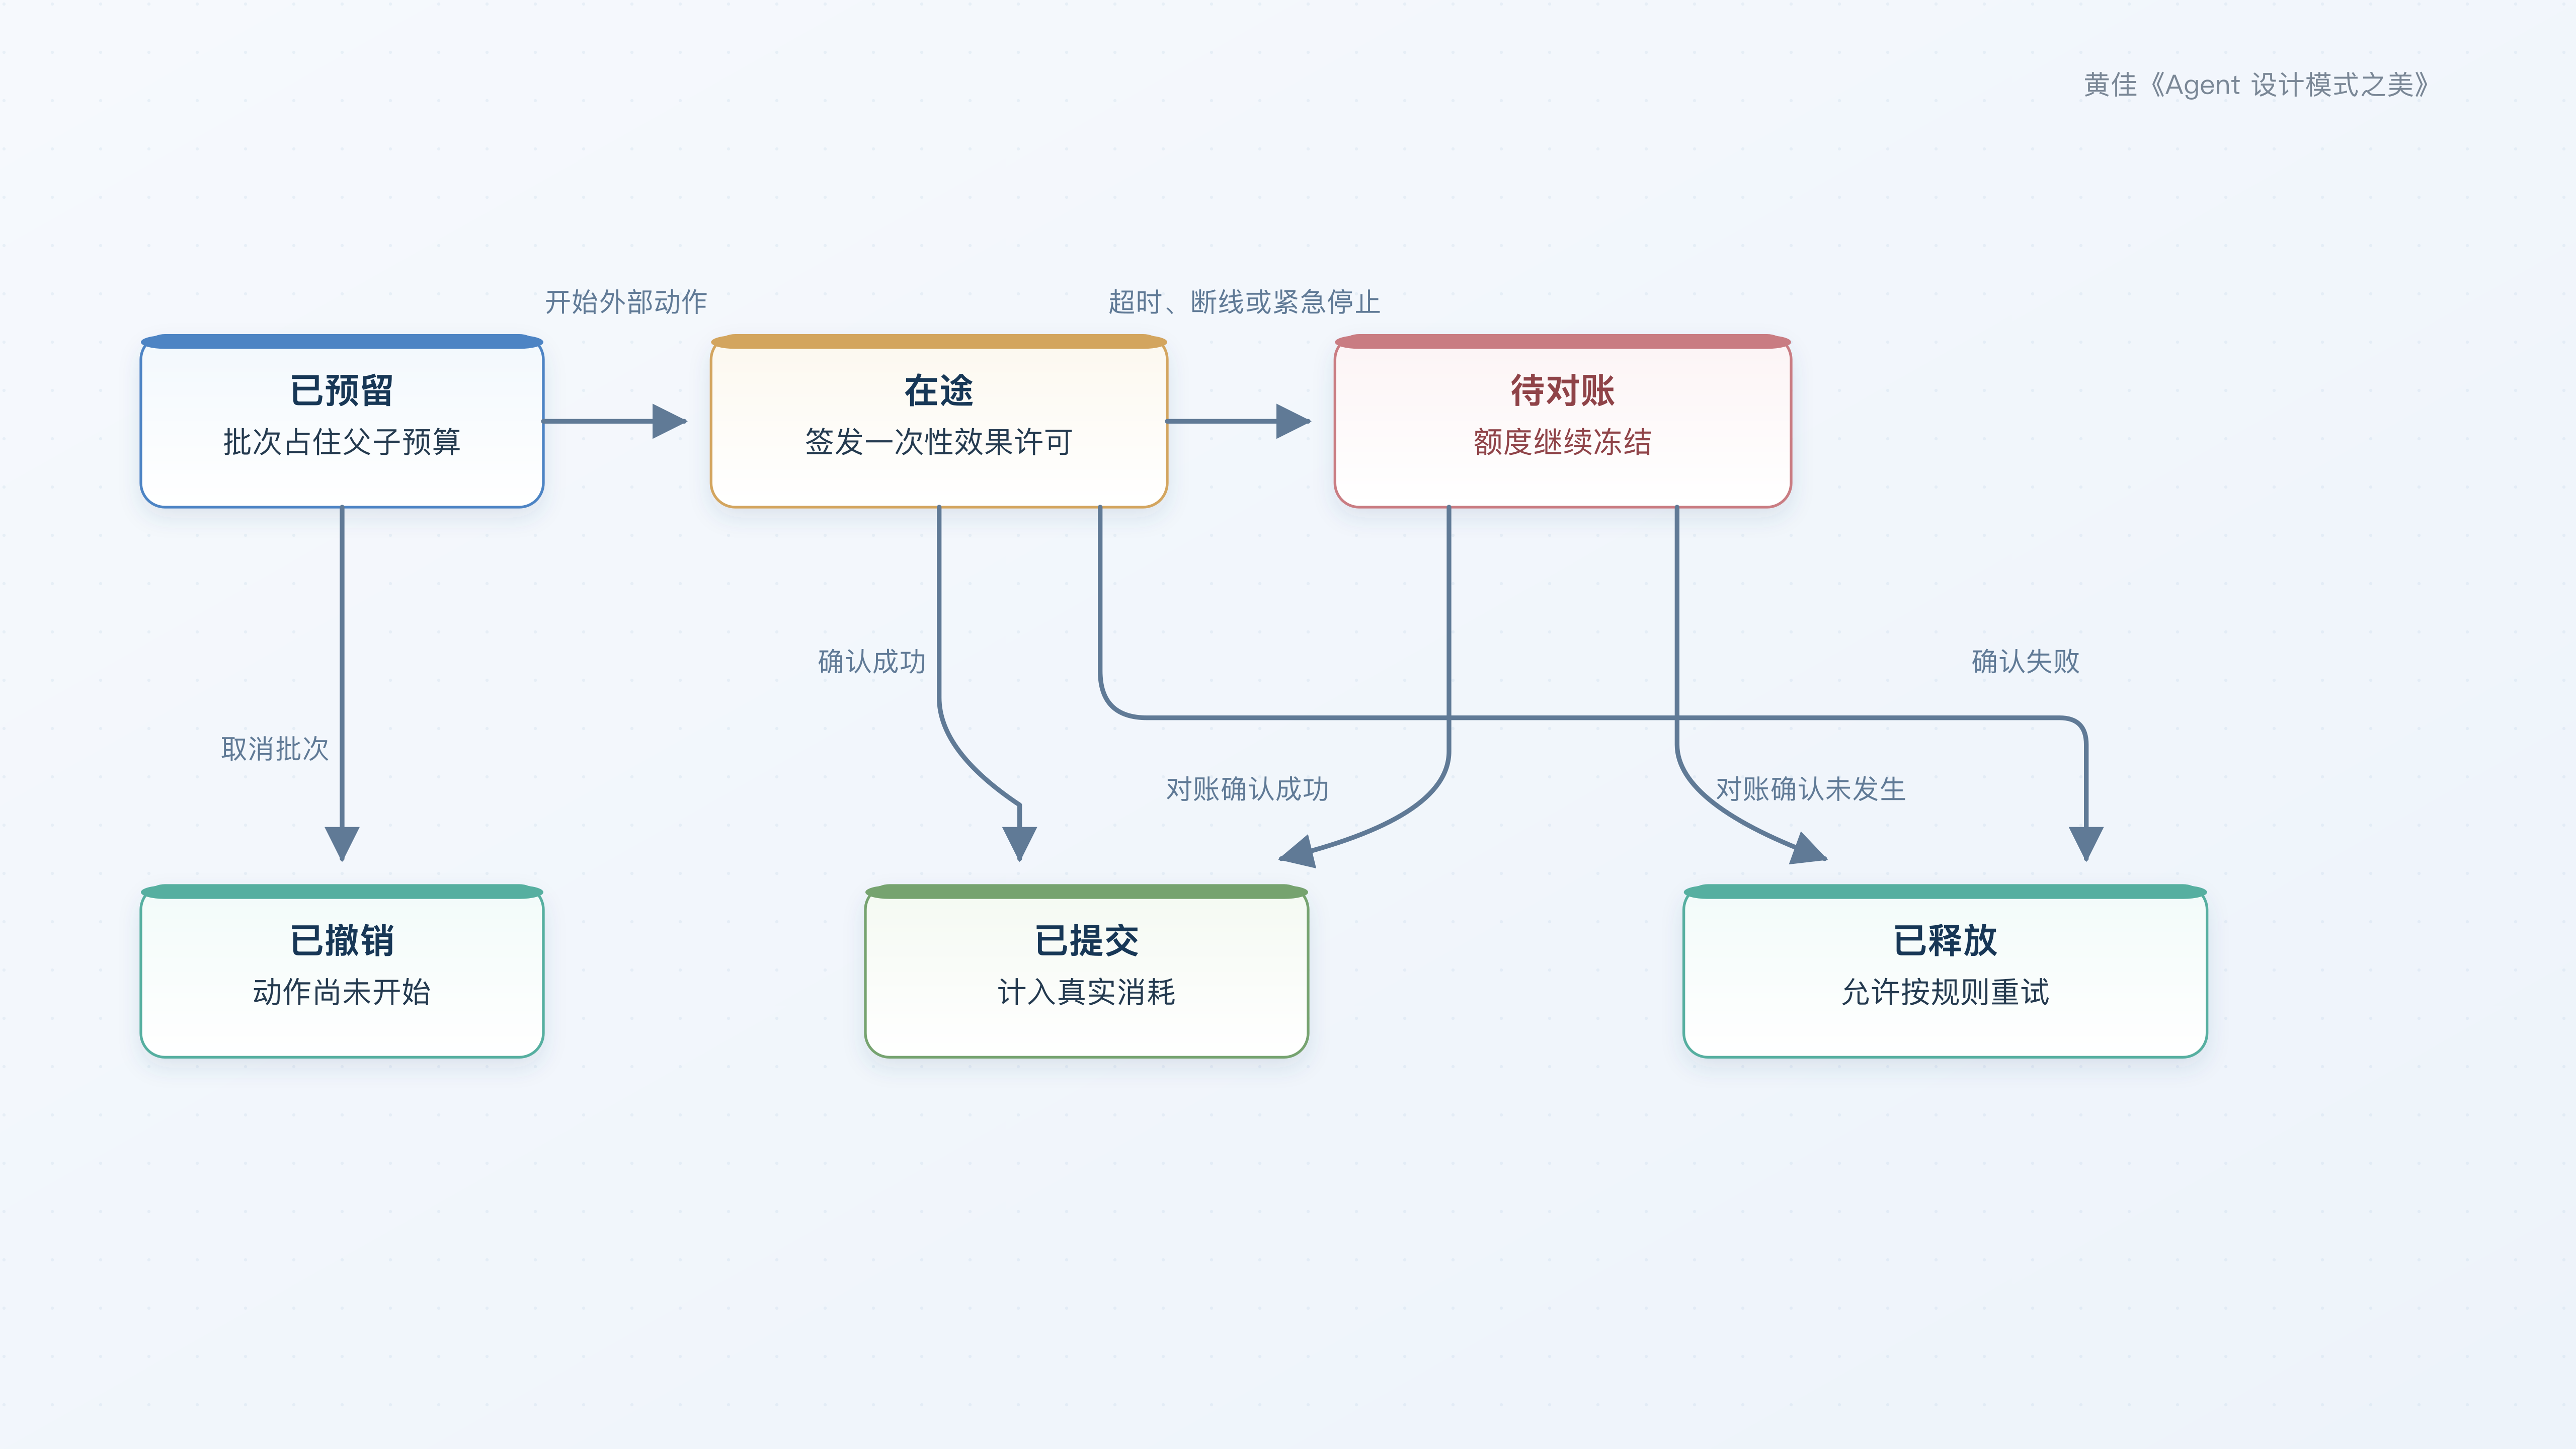 黄佳《Agent 设计模式之美》
开始外部动作
超时、断线或紧急停止
已预留
批次占住父子预算
在途
签发一次性效果许可
待对账
额度继续冻结
确认成功
确认失败
取消批次
对账确认成功
对账确认未发生
已撤销
动作尚未开始
已提交
计入真实消耗
已释放
允许按规则重试